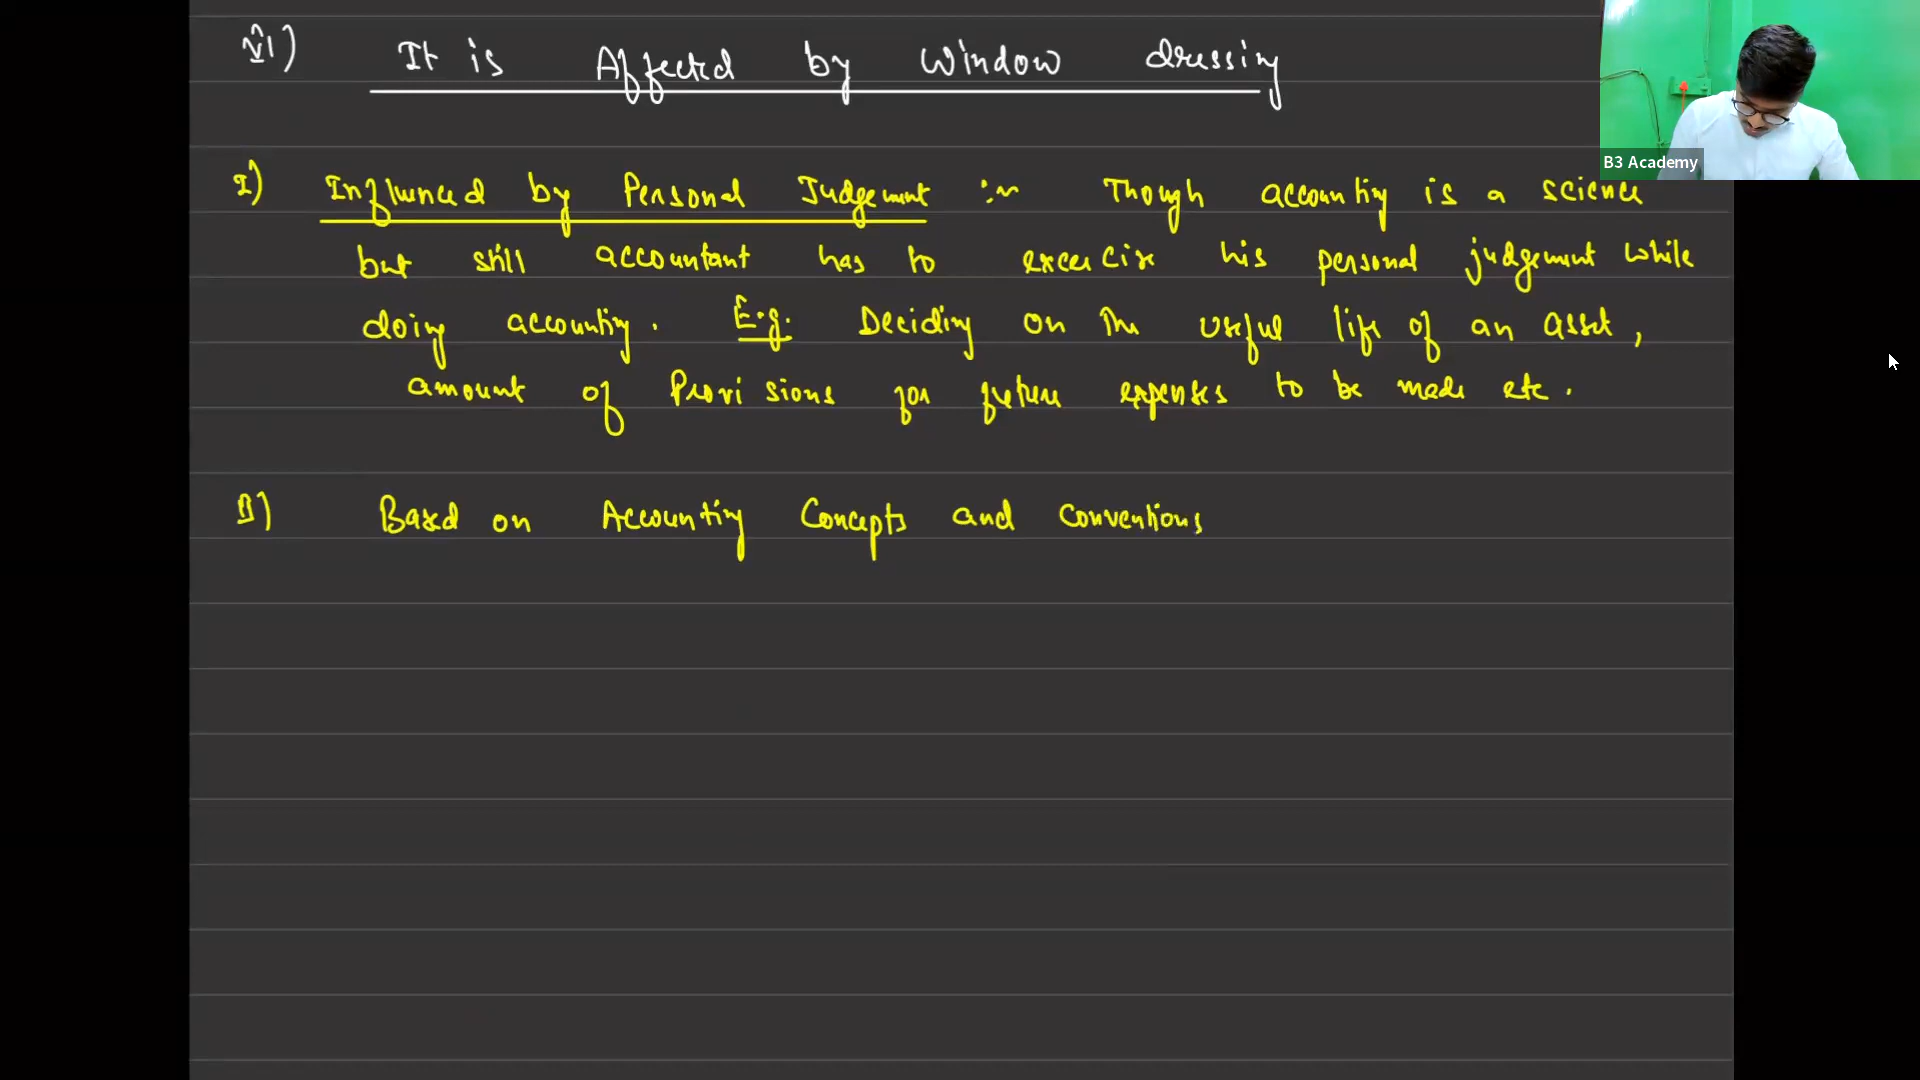 VI) It is Affected by Window dressing
B3 Academy
I) Influenced by Personal Judgement :~ Though accounting is a science
but still accountant has to excercise his personal judgement while
doing accounting. E.g. Deciding on the useful life of an asset,
amount of Provisions for future expenses to be made etc.
II) Based on Accounting Concepts and Conventions